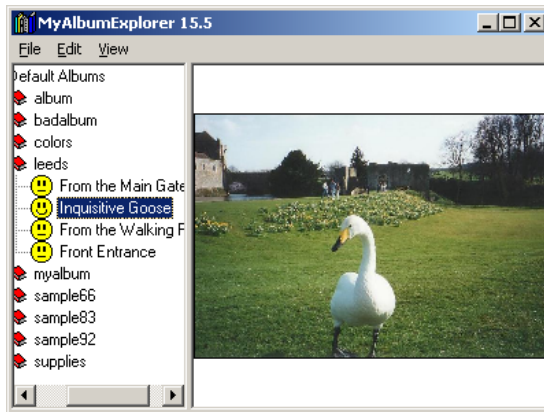 MyAlbumExplorer 15.5
File Edit View
Default Albums
album
badalbum
colors
leeds
From the Main Gate
Inquisitive Goose
From the Walking
Front Entrance
myalbum
sample66
sample83
sample92
supplies